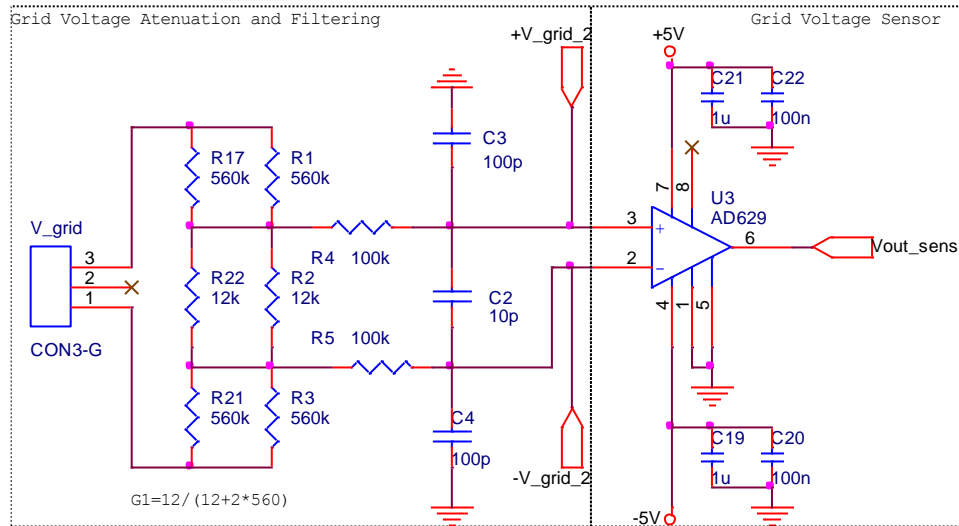 Grid Voltage Atenuation and Filtering
Grid Voltage Sensor
+V_grid_2
+5V
C21
C22
1u
100n
C3
100p
R17
560k
R1
560k
7
8
U3
AD629
V_grid
3
+
6
Vout_sens
3
2
1
R4 100k
2
-
R22
12k
R2
12k
C2
10p
4
1
5
CON3-G
R5 100k
R21
560k
R3
560k
C4
100p
C19
C20
1u
100n
-V_grid_2
G1=12/(12+2*560)
-5V